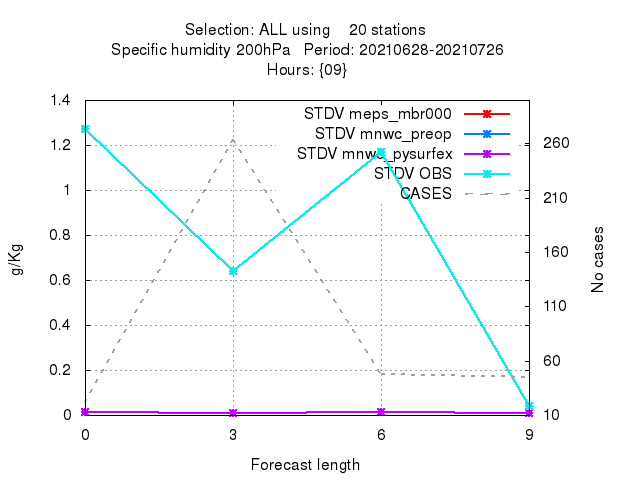 Selection: ALL using 20 stations
Specific humidity 200hPa Period: 20210628-20210726
Hours: {09}
STDV meps_mbr000
STDV mnwc_preop
STDV mnwc_pysurfex
STDV OBS
CASES
1.4
1.2
1
0.8
0.6
0.4
0.2
0
g/Kg
260
210
160
110
60
10
No cases
0 3 6 9
Forecast length